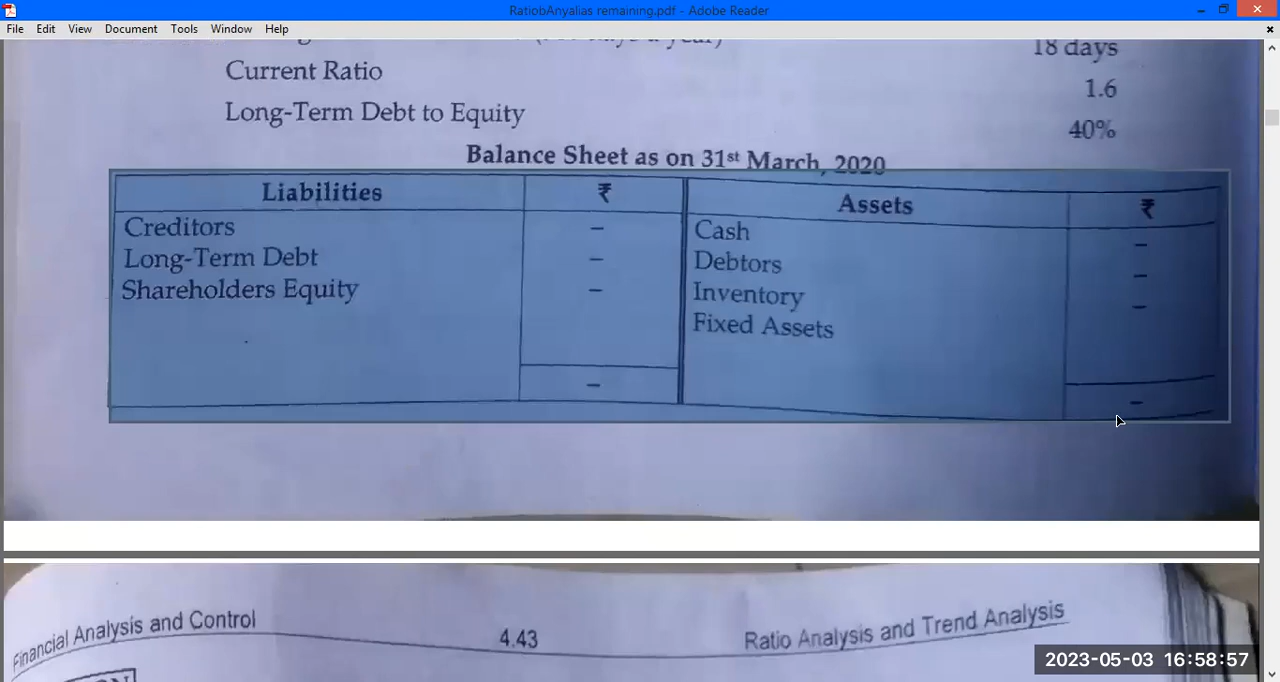 RatiobAnyalias remaining.pdf - Adobe Reader
File Edit View Document Tools Window Help
18 days
Current Ratio 1.6
Long-Term Debt to Equity 40%
Balance Sheet as on 31st March, 2020
Liabilities ₹ Assets ₹
Creditors – Cash –
Long-Term Debt – Debtors –
Shareholders Equity – Inventory –
Fixed Assets
– –
Financial Analysis and Control 4.43 Ratio Analysis and Trend Analysis
2023-05-03 16:58:57